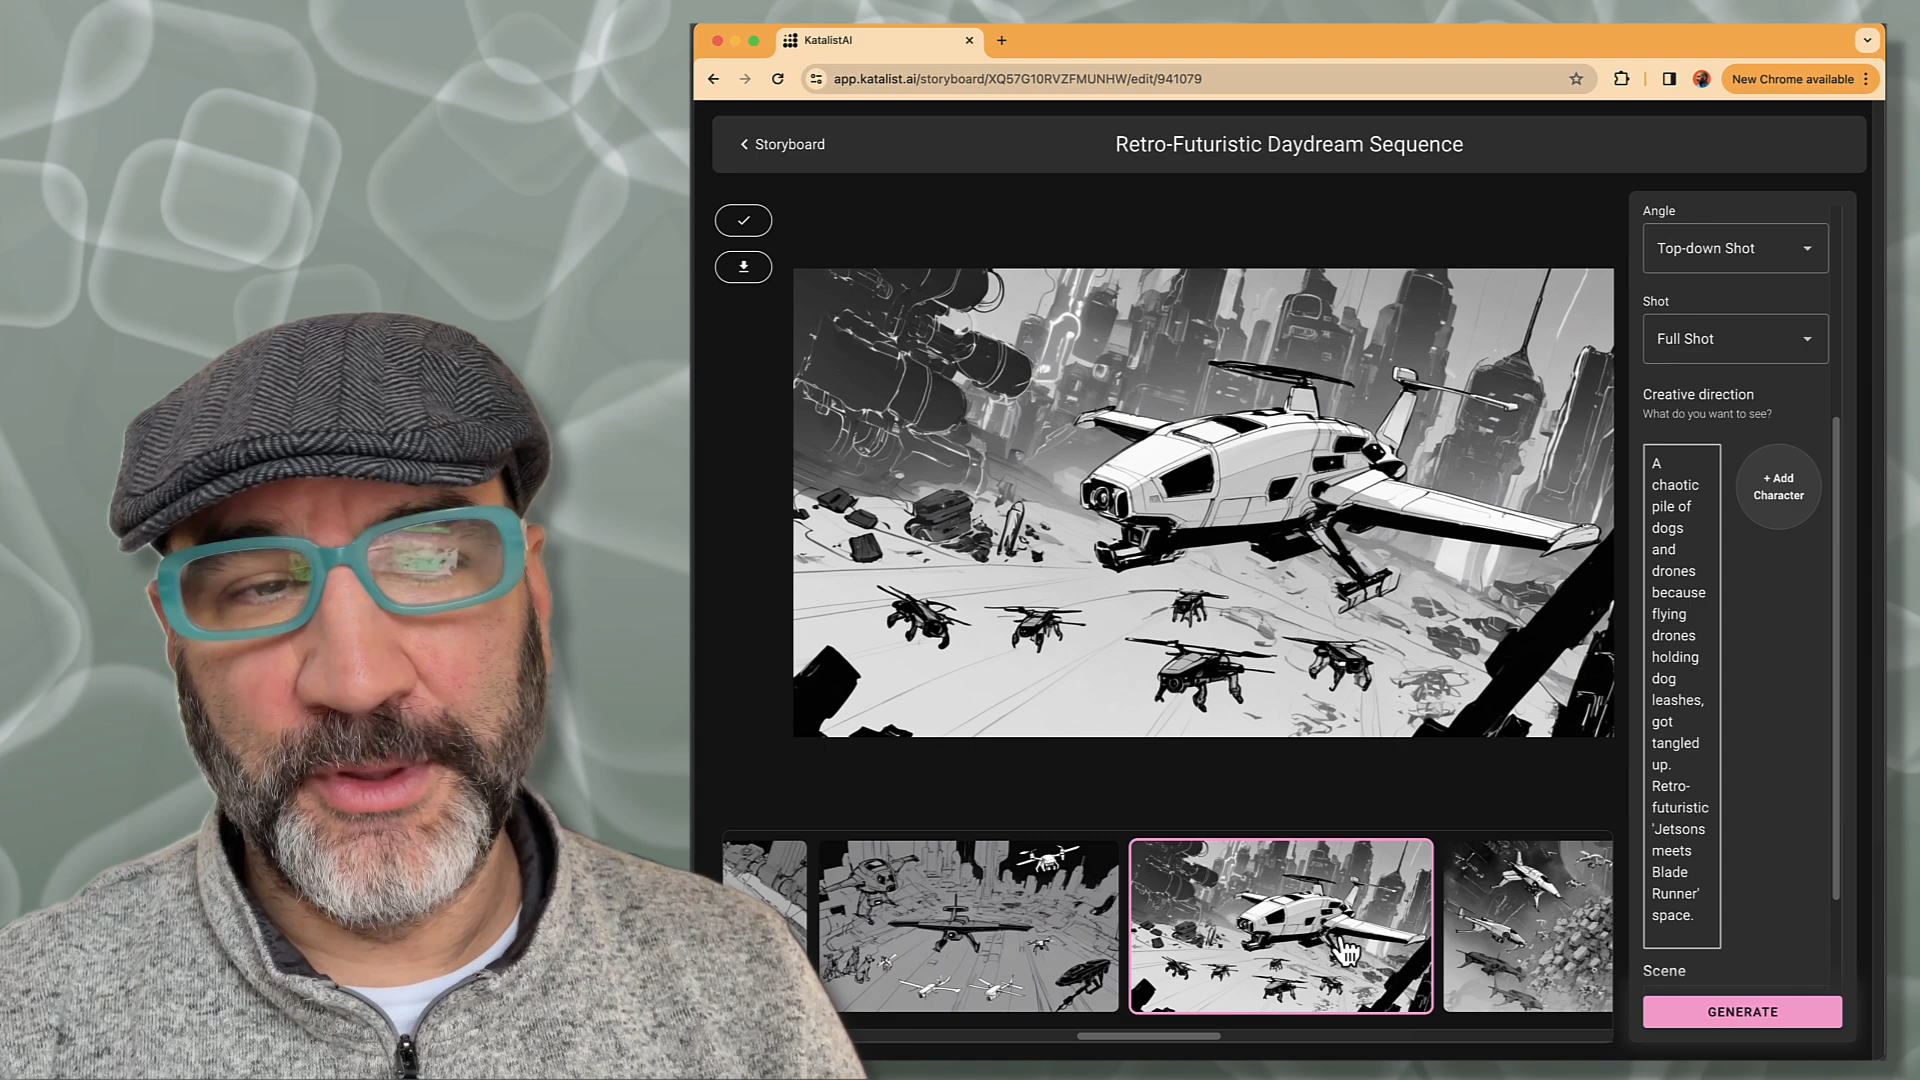 KatalistAI
app.katalist.ai/storyboard/XQ57G10RVZFMUNHW/edit/941079
New Chrome available
Storyboard
Retro-Futuristic Daydream Sequence
Angle
Top-down Shot
Shot
Full Shot
Creative direction
What do you want to see?
A
chaotic
pile of
dogs
and
drones
because
flying
drones
holding
dog
leashes,
got
tangled
up.
Retro-
futuristic
'Jetsons
meets
Blade
Runner'
space.
+ Add
Character
Scene
GENERATE